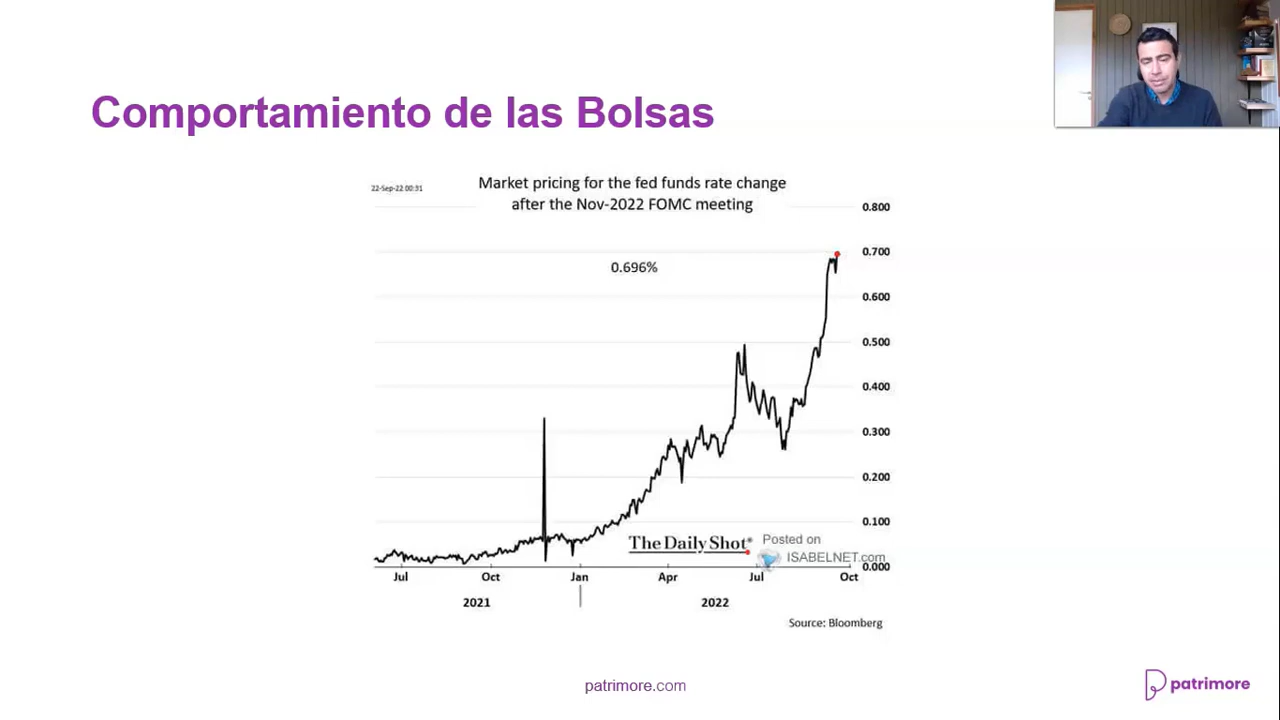 Comportamiento de las Bolsas
22-Sep-22 00:31
Market pricing for the fed funds rate change
after the Nov-2022 FOMC meeting
0.696%
0.800
0.700
0.600
0.500
0.400
0.300
0.200
0.100
0.000
The Daily Shot®
Posted on
ISABELNET.com
Jul
Oct
Jan
Apr
Jul
Oct
2021
2022
Source: Bloomberg
patrimore.com
patrimore